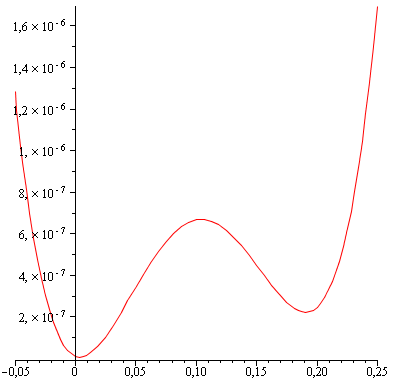 1,6 × 10⁻⁶
1,4 × 10⁻⁶
1,2 × 10⁻⁶
1, × 10⁻⁶
8, × 10⁻⁷
6, × 10⁻⁷
4, × 10⁻⁷
2, × 10⁻⁷
−0,05 0 0,05 0,10 0,15 0,20 0,25